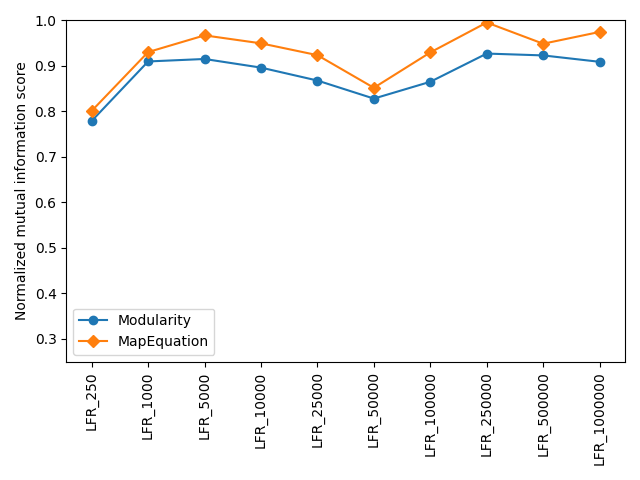 1.0
0.9
0.8
0.7
0.6
0.5
0.4
0.3
Normalized mutual information score
Modularity
MapEquation
LFR_250
LFR_1000
LFR_5000
LFR_10000
LFR_25000
LFR_50000
LFR_100000
LFR_250000
LFR_500000
LFR_1000000